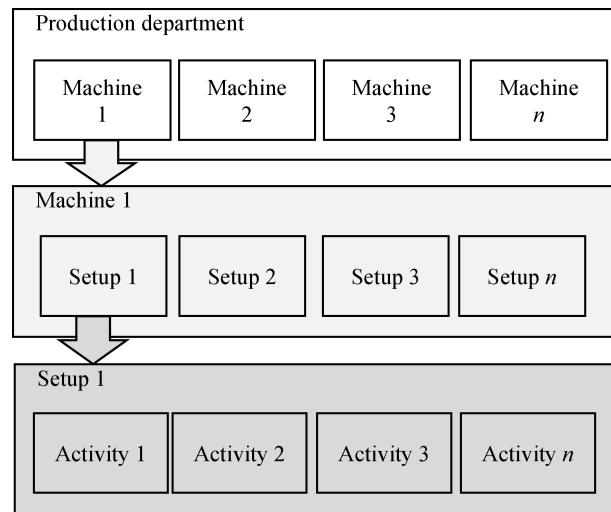 Production department
Machine Machine Machine Machine
1 2 3 n
Machine 1
Setup 1 Setup 2 Setup 3 Setup n
Setup 1
Activity 1 Activity 2 Activity 3 Activity n